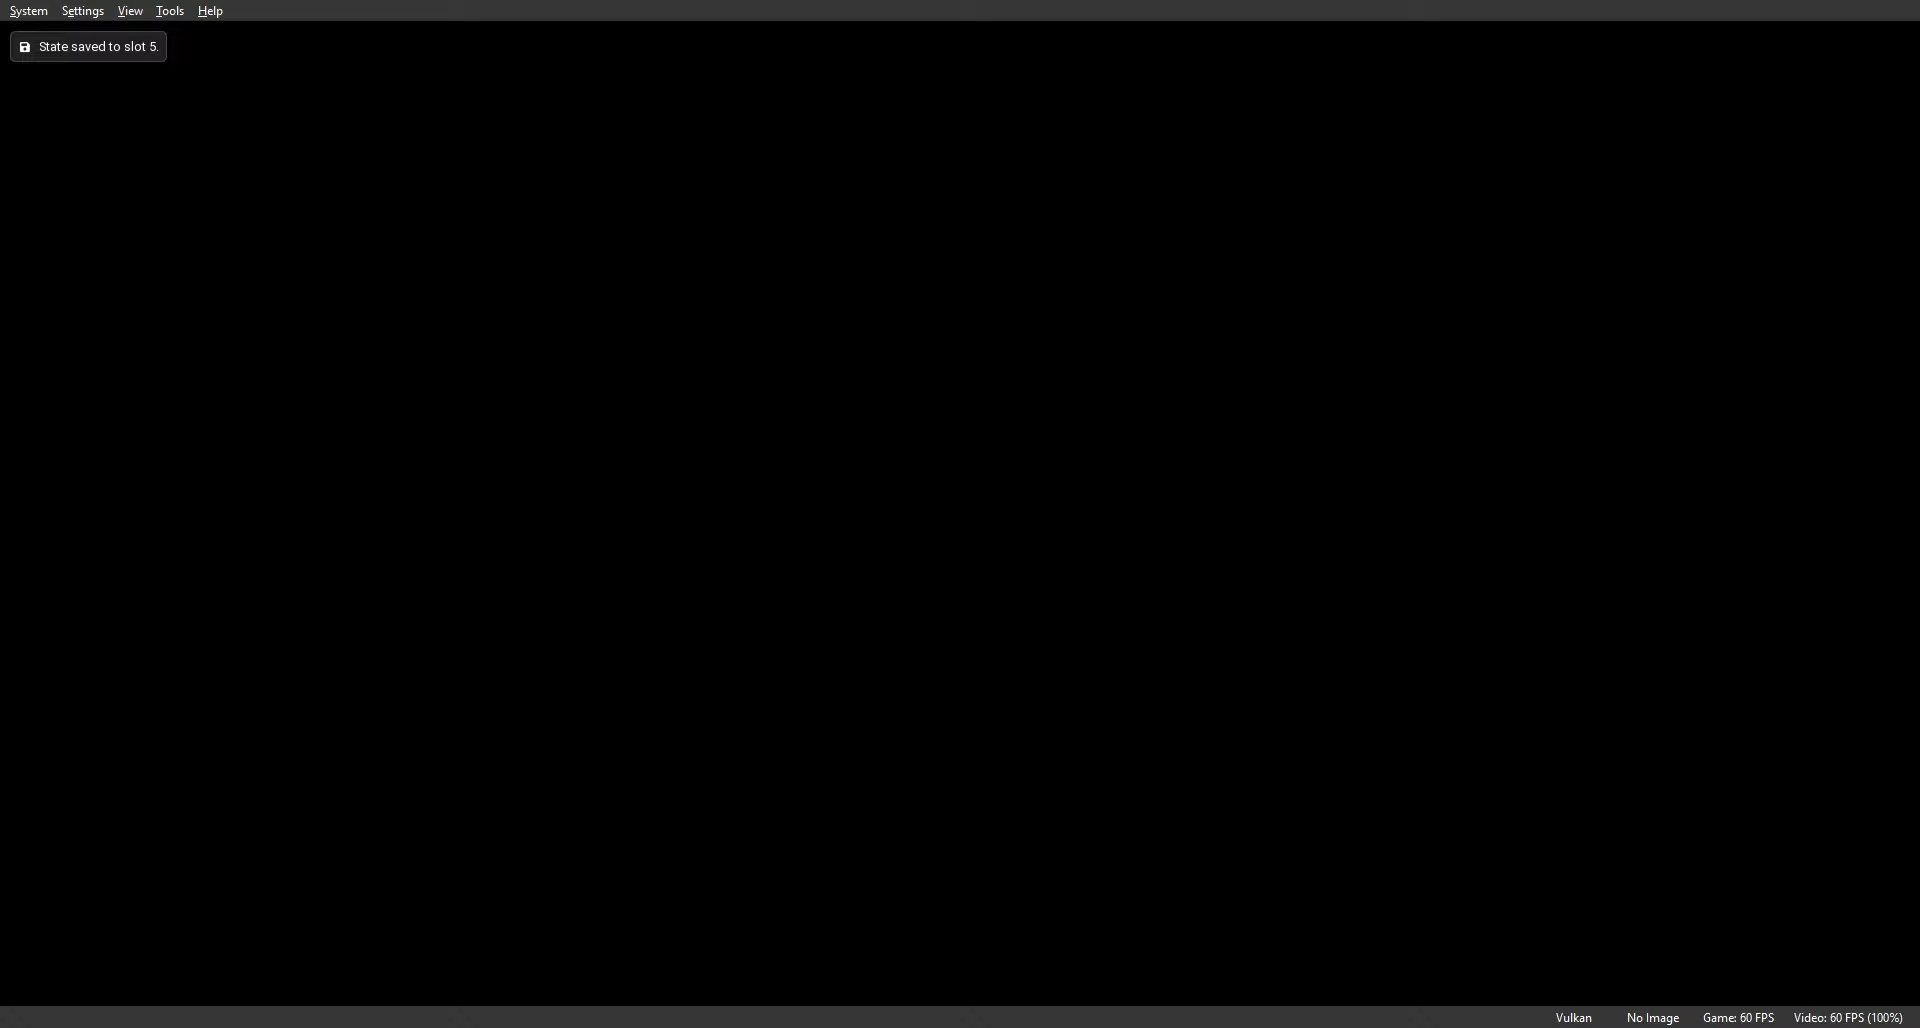 System Settings View Tools Help
State saved to slot 5.
Vulkan No Image Game: 60 FPS Video: 60 FPS (100%)